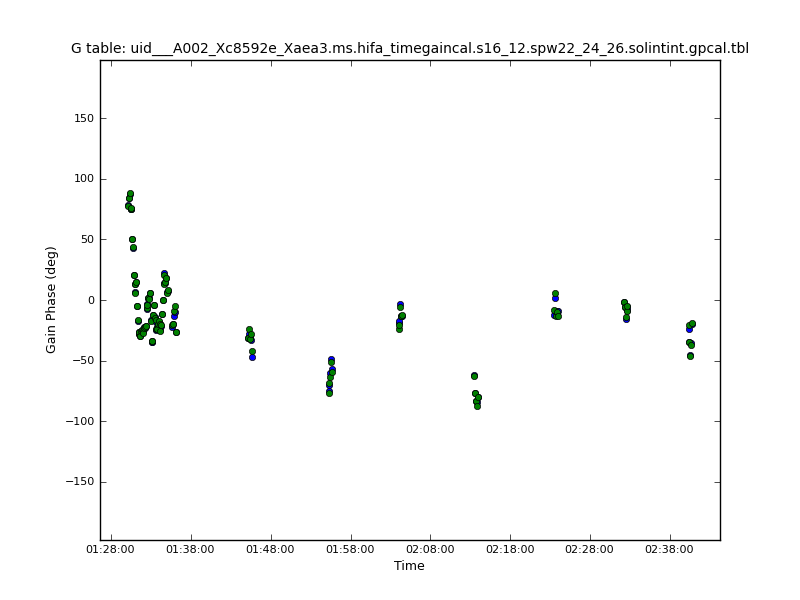 G table: uid___A002_Xc8592e_Xaea3.ms.hifa_timegaincal.s16_12.spw22_24_26.solintint.gpcal.tbl
150
100
50
0
−50
−100
−150
Gain Phase (deg)
01:28:00 01:38:00 01:48:00 01:58:00 02:08:00 02:18:00 02:28:00 02:38:00
Time